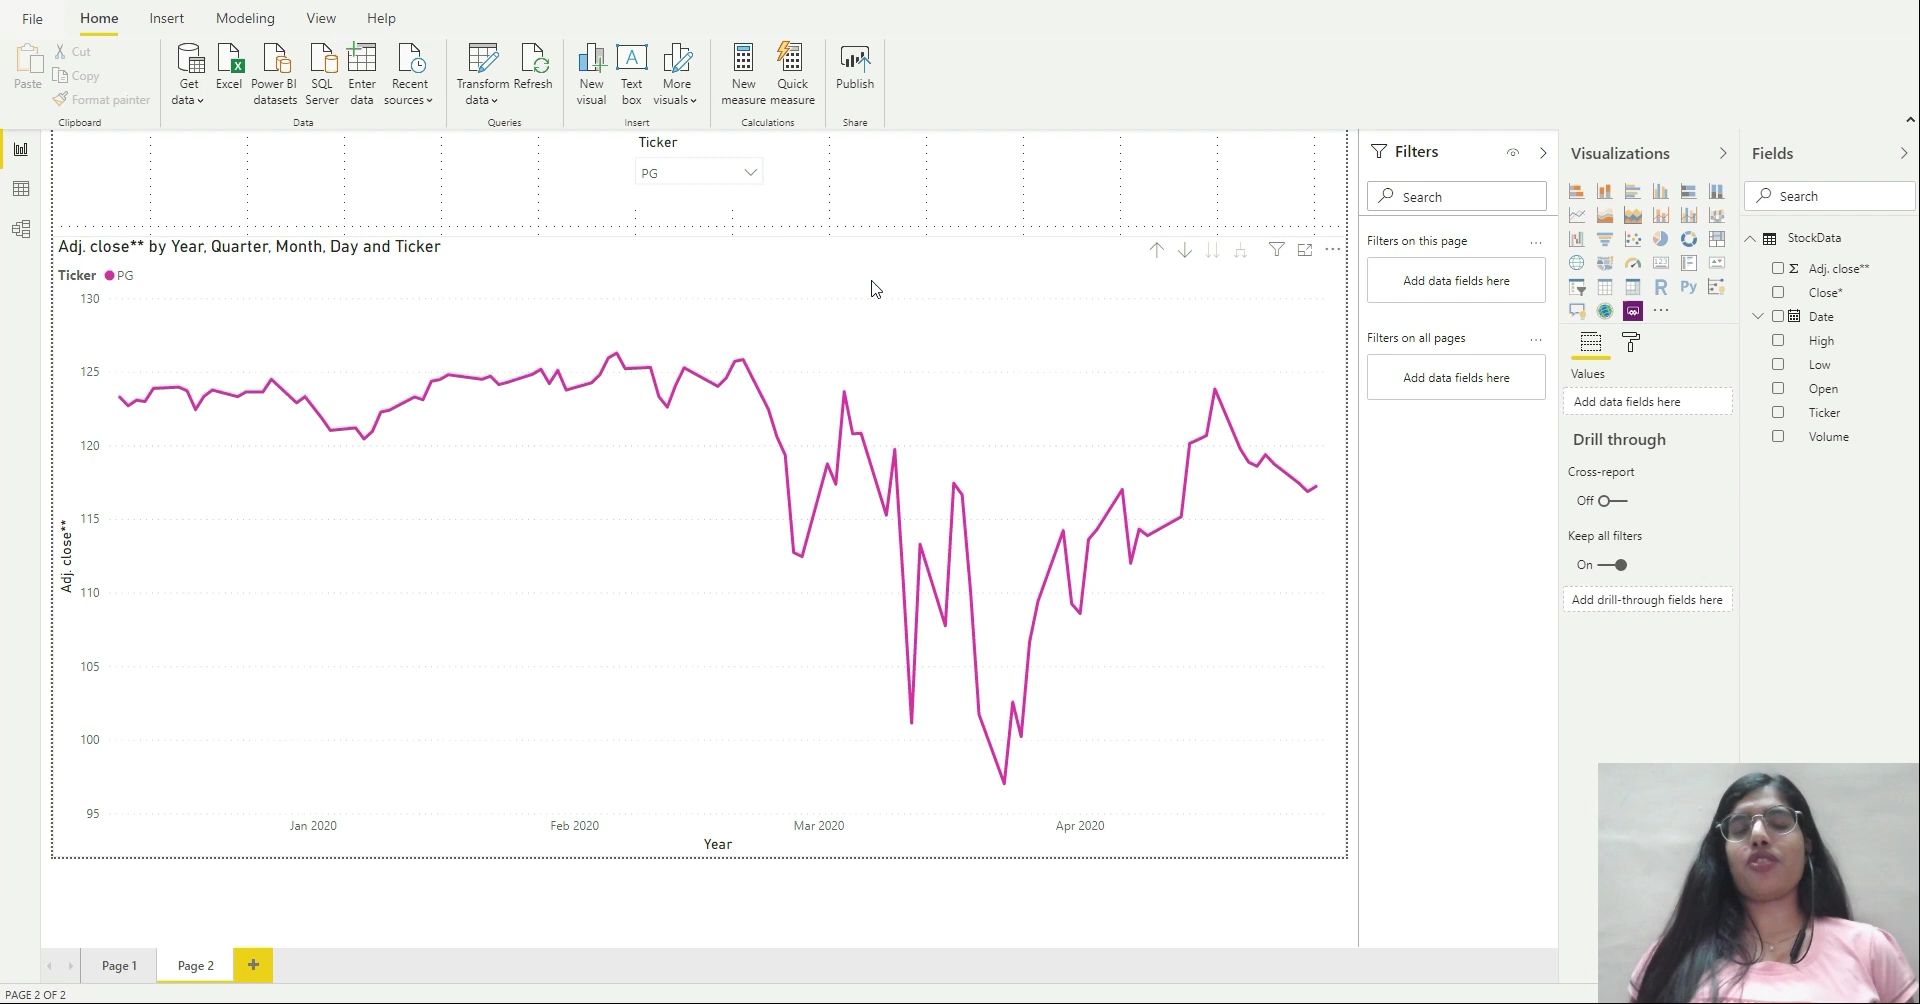 File Home Insert Modeling View Help
Paste
Cut
Copy
Format painter
Clipboard
Get data
Excel
Power BI datasets
SQL Server
Enter data
Recent sources
Data
Transform data
Refresh
Queries
New visual
Text box
More visuals
Insert
New measure
Quick measure
Calculations
Publish
Share
Ticker
PG
Adj. close** by Year, Quarter, Month, Day and Ticker
Ticker PG
130
125
120
115
110
105
100
95
Adj. close**
Jan 2020 Feb 2020 Mar 2020 Apr 2020
Year
Filters
Search
Filters on this page ...
Add data fields here
Filters on all pages ...
Add data fields here
Visualizations
123
R Py
...
Values
Add data fields here
Drill through
Cross-report
Off
Keep all filters
On
Add drill-through fields here
Fields
Search
StockData
Σ Adj. close**
Close*
Date
High
Low
Open
Ticker
Volume
Page 1 Page 2 +
PAGE 2 OF 2